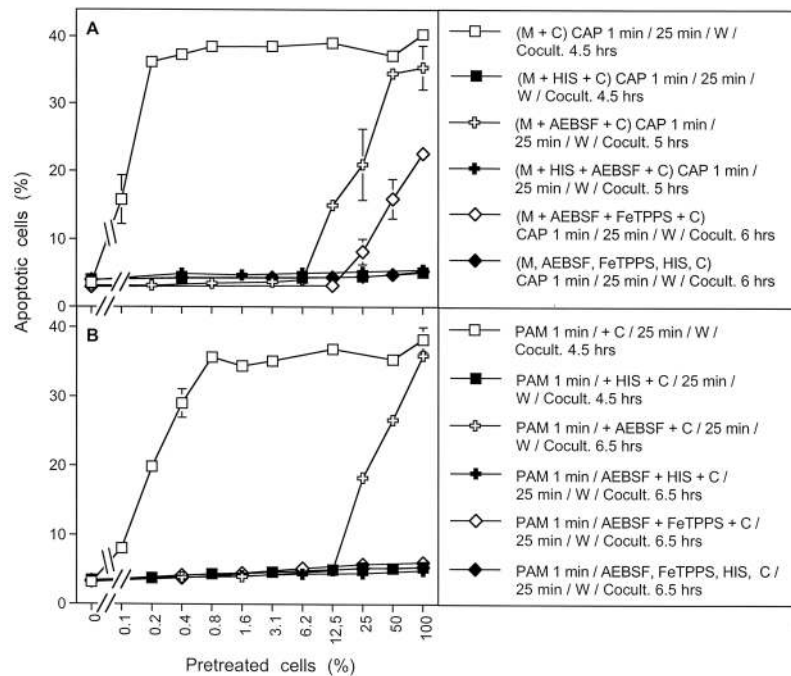 A
40
30
20
10
0
(M + C) CAP 1 min / 25 min / W /
Cocult. 4.5 hrs
(M + HIS + C) CAP 1 min / 25 min /
W / Cocult. 4.5 hrs
(M + AEBSF + C) CAP 1 min /
25 min / W / Cocult. 5 hrs
(M + HIS + AEBSF + C) CAP 1 min /
25 min / W / Cocult. 5 hrs
(M + AEBSF + FeTPPS + C)
CAP 1 min / 25 min / W / Cocult. 6 hrs
(M, AEBSF, FeTPPS, HIS, C)
CAP 1 min / 25 min / W / Cocult. 6 hrs
Apoptotic cells (%)
B
40
30
20
10
0
PAM 1 min / + C / 25 min / W /
Cocult. 4.5 hrs
PAM 1 min / + HIS + C / 25 min /
W / Cocult. 4.5 hrs
PAM 1 min / + AEBSF + C / 25 min /
W / Cocult. 6.5 hrs
PAM 1 min / AEBSF + HIS + C /
25 min / W / Cocult. 6.5 hrs
PAM 1 min / AEBSF + FeTPPS + C /
25 min / W / Cocult. 6.5 hrs
PAM 1 min / AEBSF, FeTPPS, HIS, C /
25 min / W / Cocult. 6.5 hrs
0 0.1 0.2 0.4 0.8 1.6 3.1 6.2 12.5 25 50 100
Pretreated cells (%)